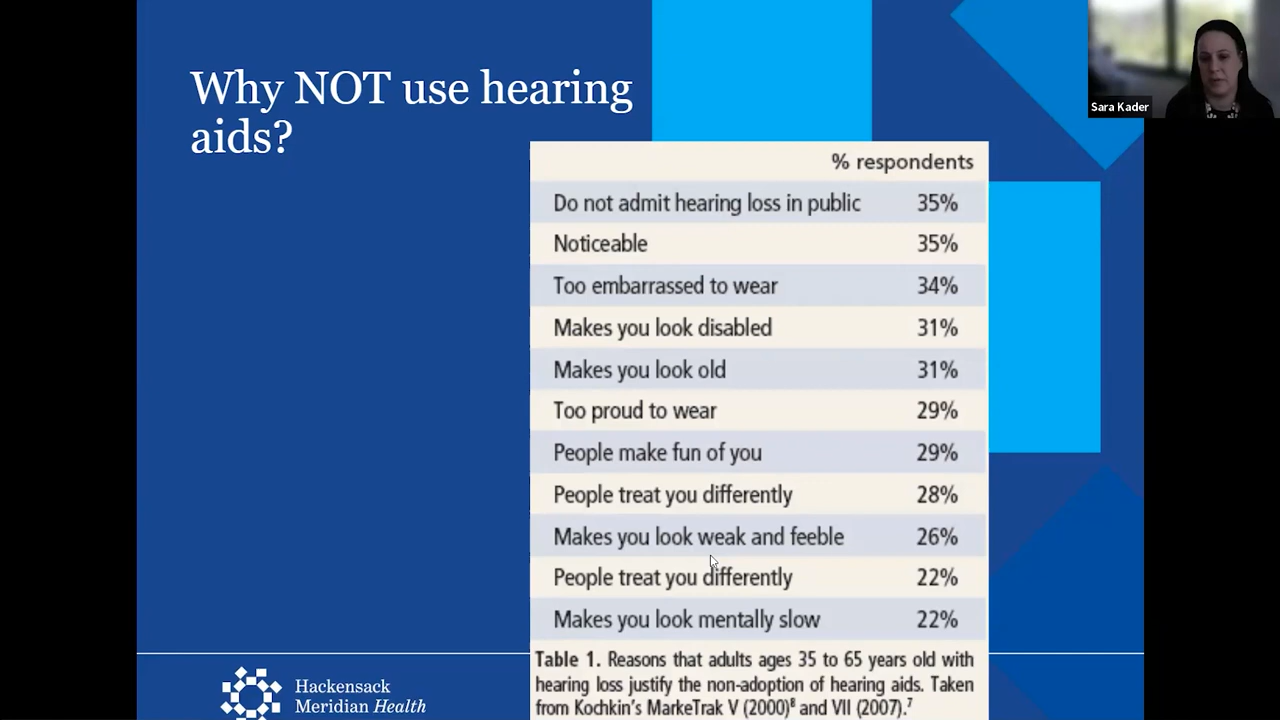 Why NOT use hearing
aids?
Sara Kader
% respondents
Do not admit hearing loss in public 35%
Noticeable 35%
Too embarrassed to wear 34%
Makes you look disabled 31%
Makes you look old 31%
Too proud to wear 29%
People make fun of you 29%
People treat you differently 28%
Makes you look weak and feeble 26%
People treat you differently 22%
Makes you look mentally slow 22%
Table 1. Reasons that adults ages 35 to 65 years old with
hearing loss justify the non-adoption of hearing aids. Taken
from Kochkin's MarkeTrak V (2000)⁸ and VII (2007).⁷
Hackensack
Meridian Health